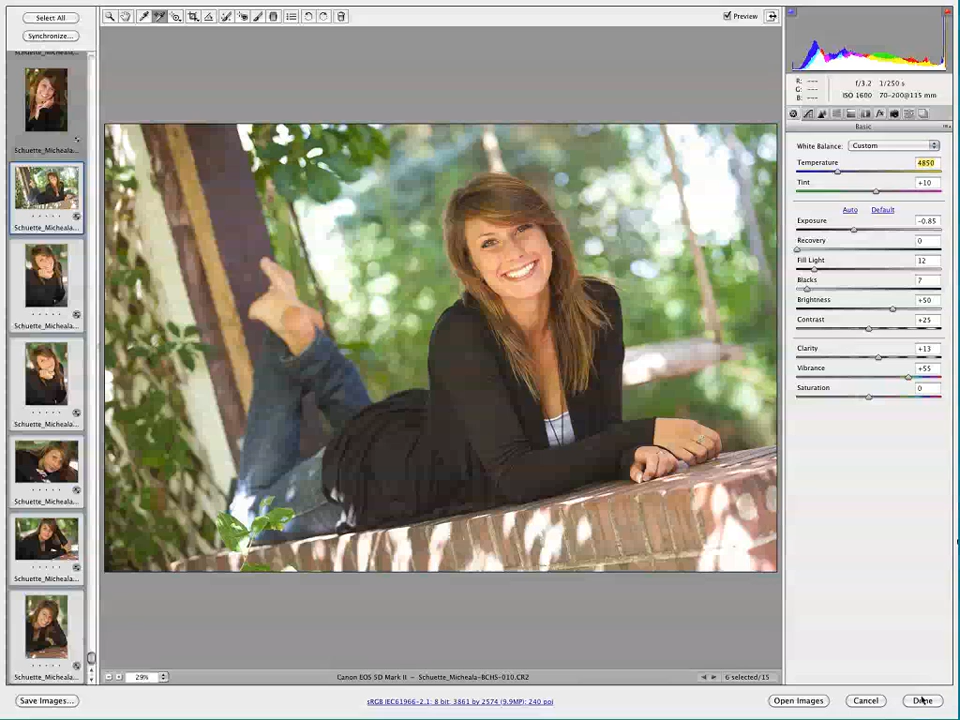 Select All
Synchronize...
Preview
Schuette_Micheala...
Schuette_Micheala...
Schuette_Micheala...
Schuette_Micheala...
Schuette_Micheala...
Schuette_Micheala...
Schuette_Micheala...
R: ---
G: ---
B: ---
f/3.2 1/250 s
ISO 1600 70-200@115 mm
Basic
White Balance: Custom
Temperature 4850
Tint +10
Auto Default
Exposure -0.85
Recovery 0
Fill Light 12
Blacks 7
Brightness +50
Contrast +25
Clarity +13
Vibrance +55
Saturation 0
29%
Canon EOS 5D Mark II - Schuette_Micheala-BCHS-010.CR2
6 selected/15
Save Images...
sRGB IEC61966-2.1; 8 bit; 3861 by 2574 (9.9MP); 240 ppi
Open Images
Cancel
Done